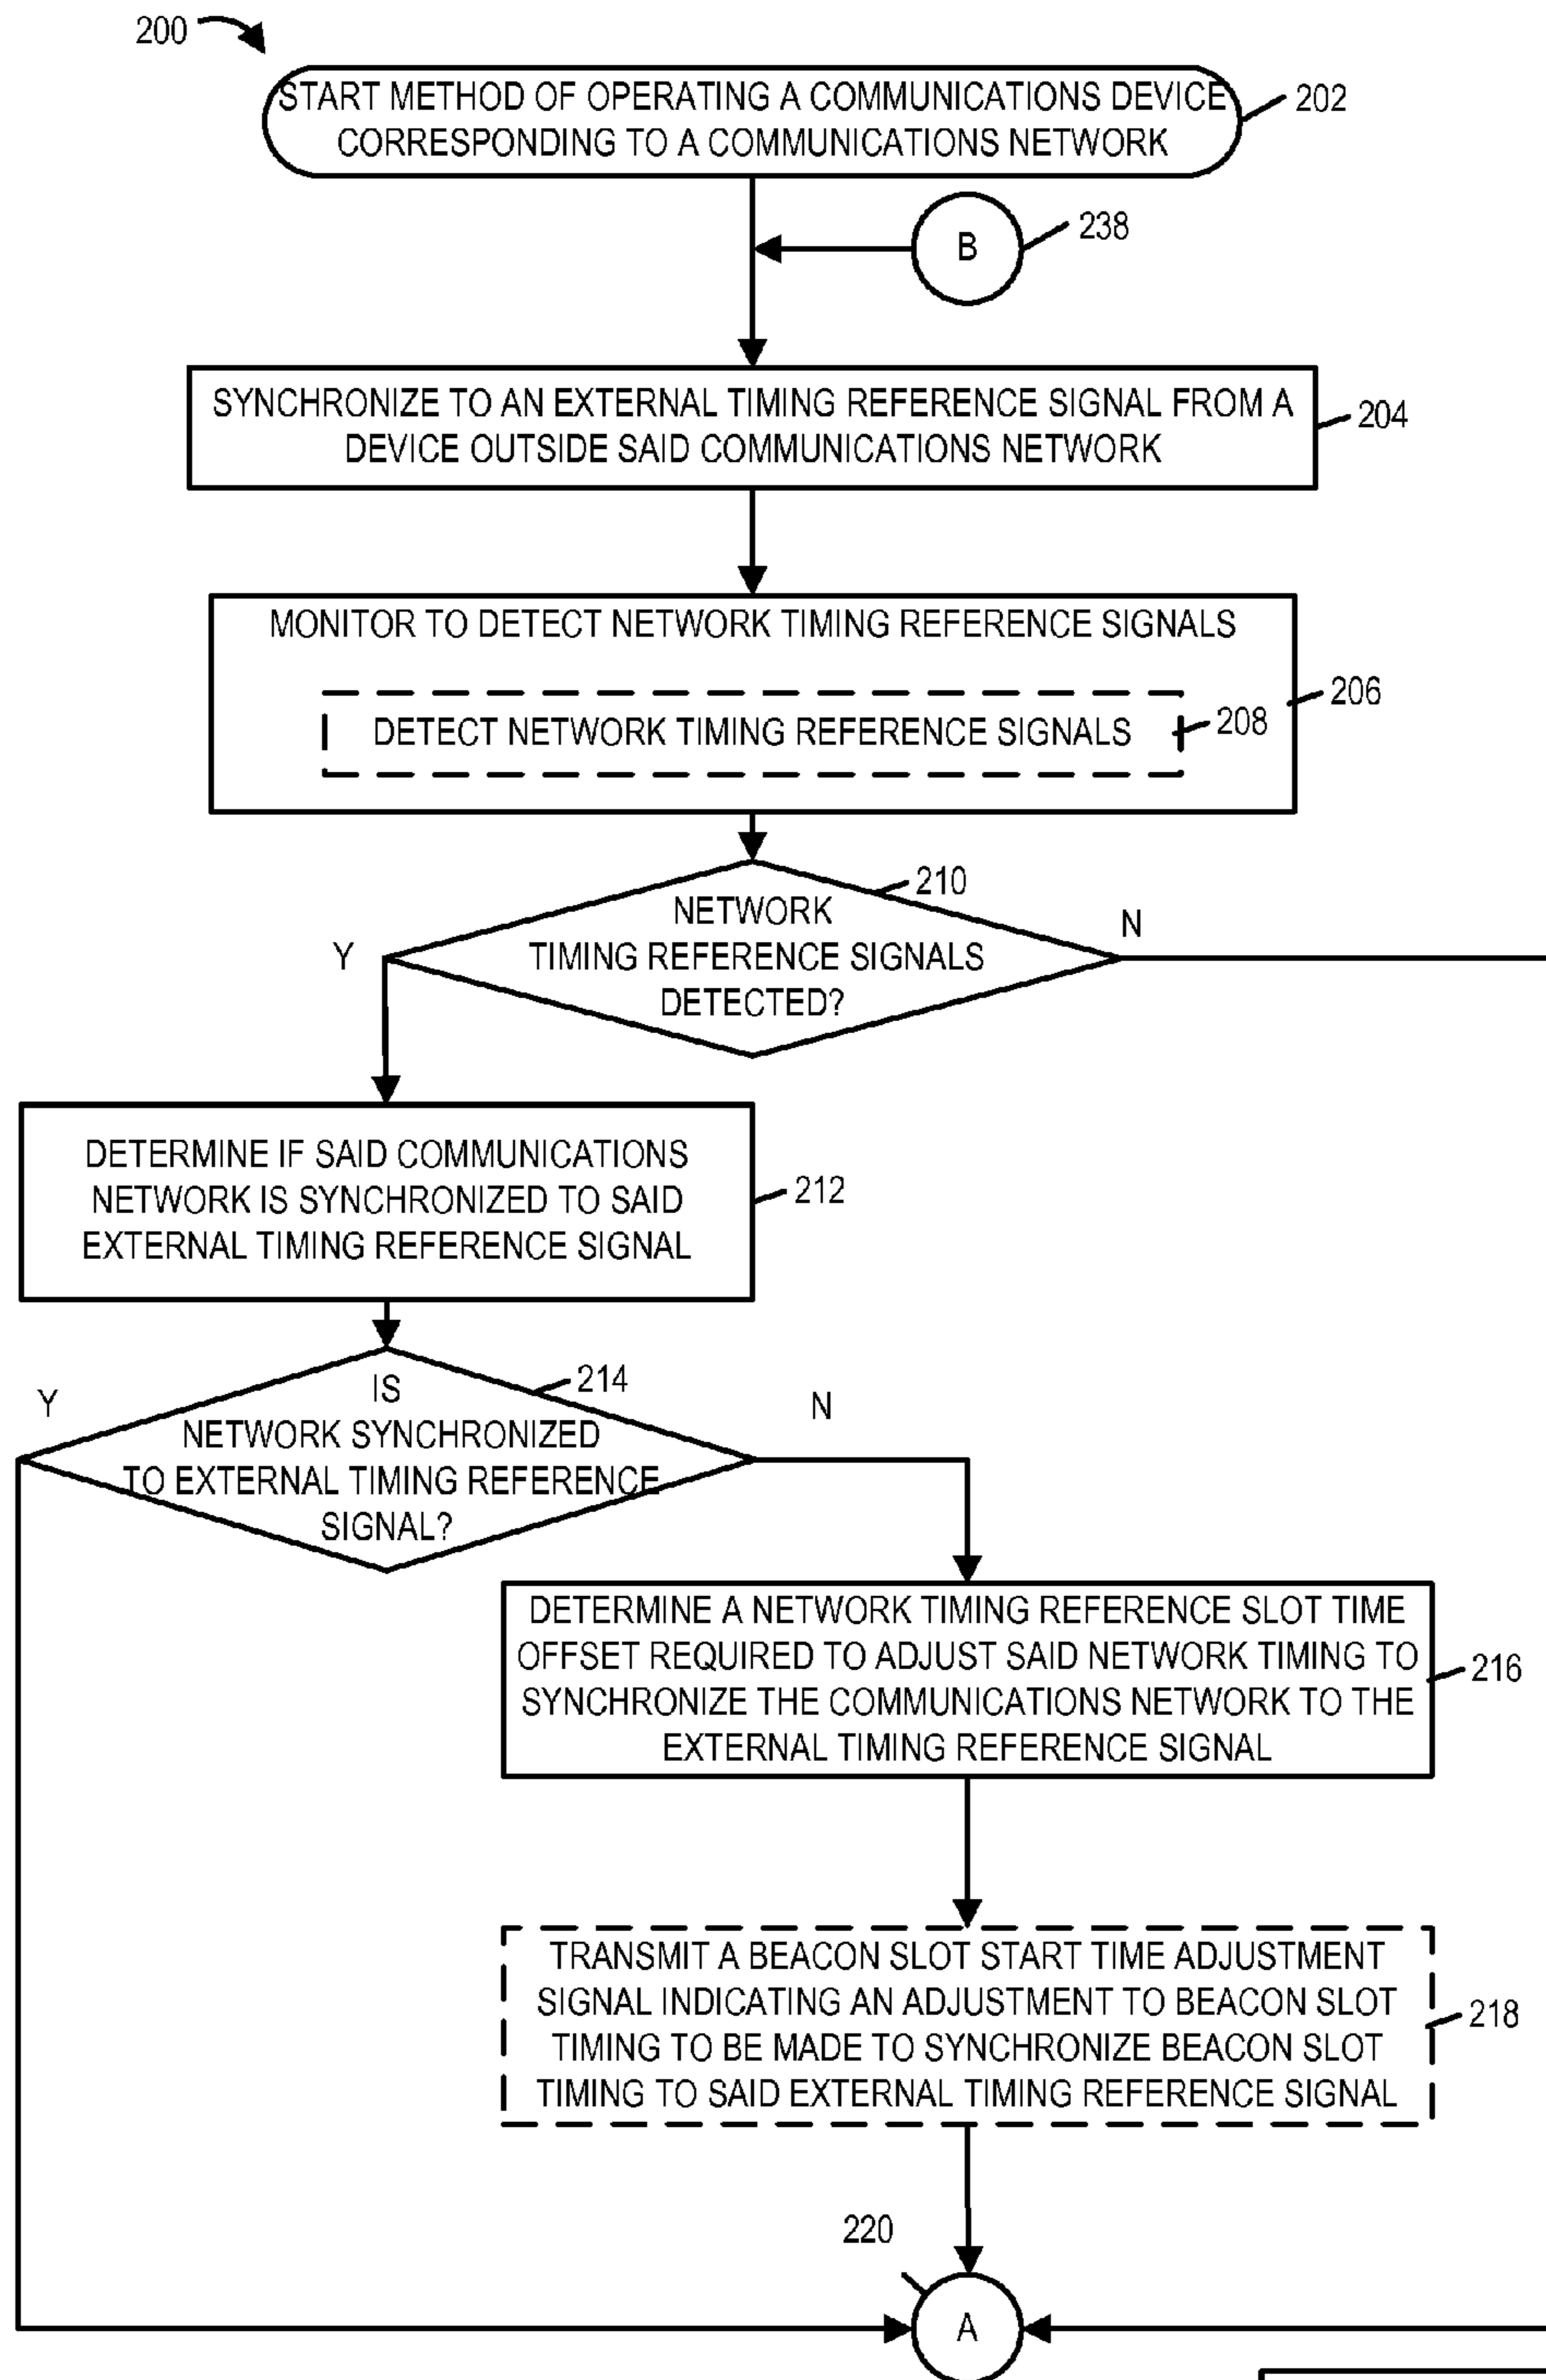 200
START METHOD OF OPERATING A COMMUNICATIONS DEVICE
CORRESPONDING TO A COMMUNICATIONS NETWORK
202
B
238
SYNCHRONIZE TO AN EXTERNAL TIMING REFERENCE SIGNAL FROM A
DEVICE OUTSIDE SAID COMMUNICATIONS NETWORK
204
MONITOR TO DETECT NETWORK TIMING REFERENCE SIGNALS
206
DETECT NETWORK TIMING REFERENCE SIGNALS
208
210
NETWORK
TIMING REFERENCE SIGNALS
DETECTED?
Y
N
DETERMINE IF SAID COMMUNICATIONS
NETWORK IS SYNCHRONIZED TO SAID
EXTERNAL TIMING REFERENCE SIGNAL
212
214
IS
NETWORK SYNCHRONIZED
TO EXTERNAL TIMING REFERENCE
SIGNAL?
Y
N
DETERMINE A NETWORK TIMING REFERENCE SLOT TIME
OFFSET REQUIRED TO ADJUST SAID NETWORK TIMING TO
SYNCHRONIZE THE COMMUNICATIONS NETWORK TO THE
EXTERNAL TIMING REFERENCE SIGNAL
216
TRANSMIT A BEACON SLOT START TIME ADJUSTMENT
SIGNAL INDICATING AN ADJUSTMENT TO BEACON SLOT
TIMING TO BE MADE TO SYNCHRONIZE BEACON SLOT
TIMING TO SAID EXTERNAL TIMING REFERENCE SIGNAL
218
220
A